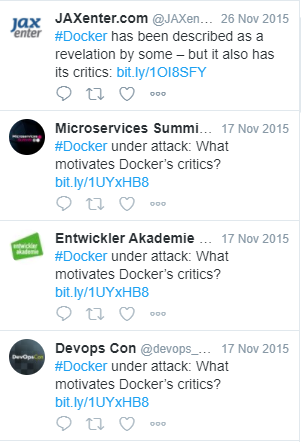 jax
enter
JAXenter.com @JAXen... 26 Nov 2015
#Docker has been described as a
revelation by some – but it also has
its critics: bit.ly/1OI8SFY
Microservices Summi... 17 Nov 2015
#Docker under attack: What
motivates Docker's critics?
bit.ly/1UYxHB8
entwickler
akademie
Entwickler Akademie ... 17 Nov 2015
#Docker under attack: What
motivates Docker's critics?
bit.ly/1UYxHB8
DevOpsCon
Devops Con @devops_... 17 Nov 2015
#Docker under attack: What
motivates Docker's critics?
bit.ly/1UYxHB8